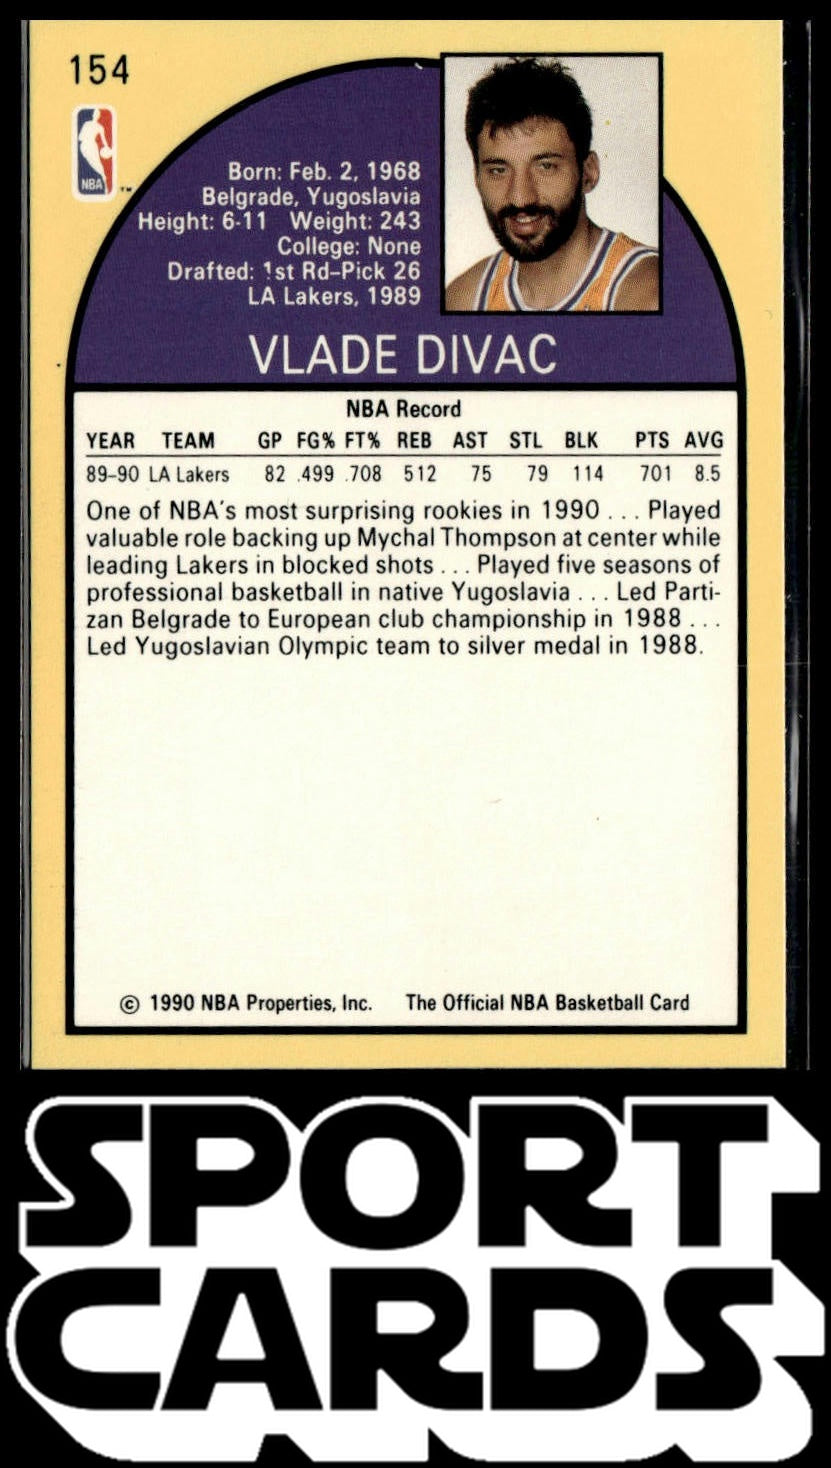 154
NBA
TM
Born: Feb. 2, 1968
Belgrade, Yugoslavia
Height: 6-11 Weight: 243
College: None
Drafted: 1st Rd-Pick 26
LA Lakers, 1989
VLADE DIVAC
NBA Record
YEAR TEAM GP FG% FT% REB AST STL BLK PTS AVG
89-90 LA Lakers 82 .499 .708 512 75 79 114 701 8.5
One of NBA's most surprising rookies in 1990 . . . Played
valuable role backing up Mychal Thompson at center while
leading Lakers in blocked shots . . . Played five seasons of
professional basketball in native Yugoslavia . . . Led Parti-
zan Belgrade to European club championship in 1988 . . .
Led Yugoslavian Olympic team to silver medal in 1988.
© 1990 NBA Properties, Inc. The Official NBA Basketball Card
SPORT
CARDS